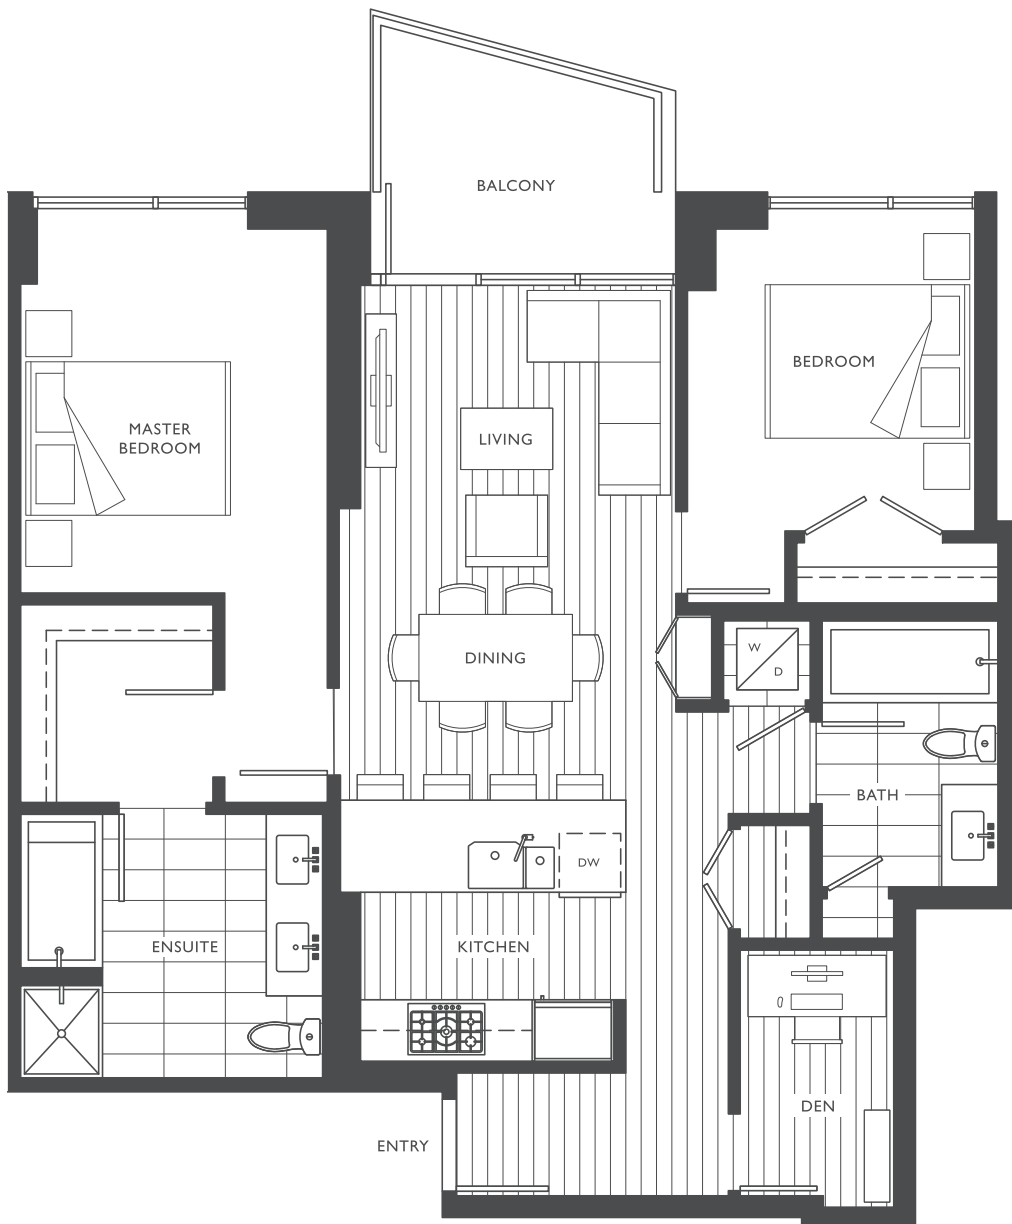 BALCONY
BEDROOM
MASTER
BEDROOM
LIVING
W
D
DINING
BATH
DW
ENSUITE
KITCHEN
DEN
ENTRY